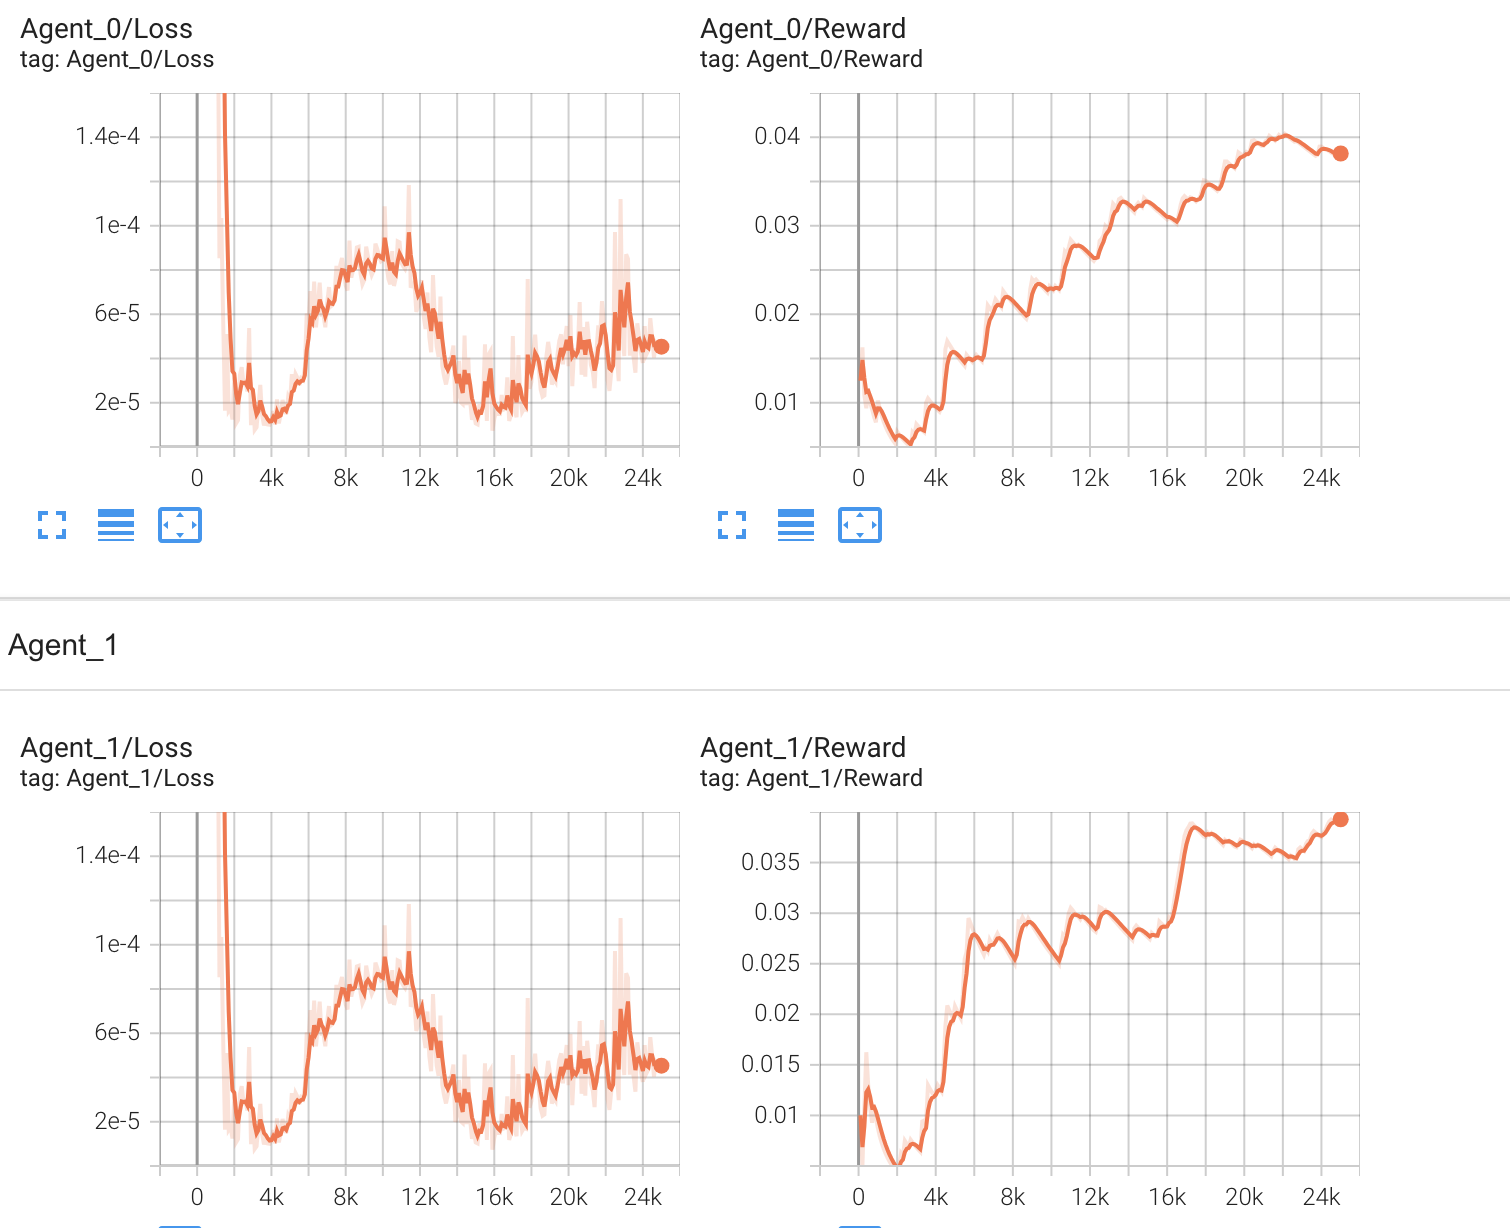 Agent_0/Loss
tag: Agent_0/Loss
1.4e-4
1e-4
6e-5
2e-5
0 4k 8k 12k 16k 20k 24k
Agent_0/Reward
tag: Agent_0/Reward
0.04
0.03
0.02
0.01
0 4k 8k 12k 16k 20k 24k
Agent_1
Agent_1/Loss
tag: Agent_1/Loss
1.4e-4
1e-4
6e-5
2e-5
0 4k 8k 12k 16k 20k 24k
Agent_1/Reward
tag: Agent_1/Reward
0.035
0.03
0.025
0.02
0.015
0.01
0 4k 8k 12k 16k 20k 24k